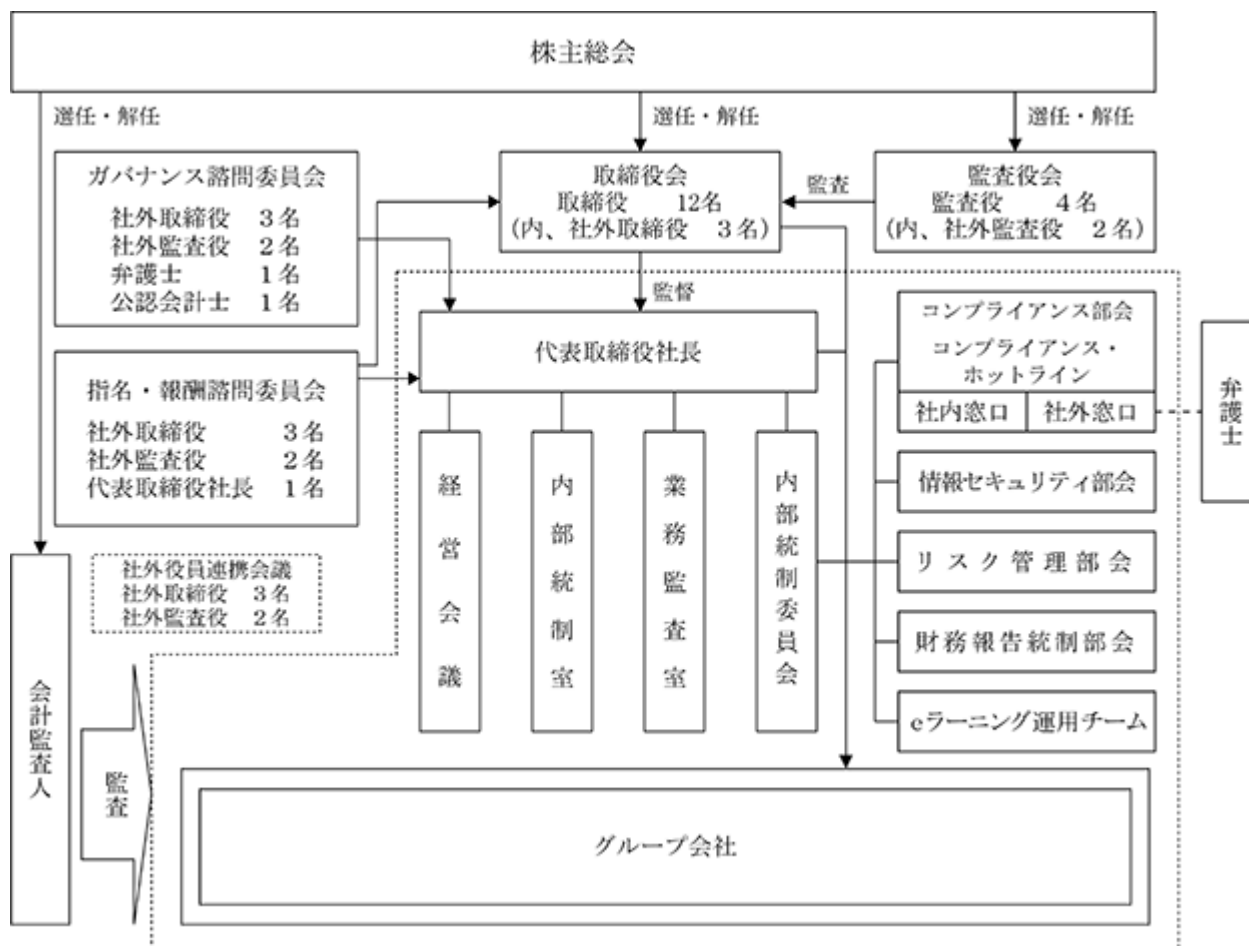 株主総会
選任・解任
選任・解任
選任・解任
ガバナンス諮問委員会
社外取締役 3名
社外監査役 2名
弁護士 1名
公認会計士 1名
取締役会
取締役 12名
(内、社外取締役 3名)
監査
監査役会
監査役 4名
(内、社外監査役 2名)
監督
代表取締役社長
指名・報酬諮問委員会
社外取締役 3名
社外監査役 2名
代表取締役社長 1名
コンプライアンス部会
コンプライアンス・
ホットライン
社内窓口
社外窓口
弁護士
経営会議
内部統制室
業務監査室
内部統制委員会
情報セキュリティ部会
リスク管理部会
財務報告統制部会
eラーニング運用チーム
社外役員連携会議
社外取締役 3名
社外監査役 2名
会計監査人
監査
グループ会社